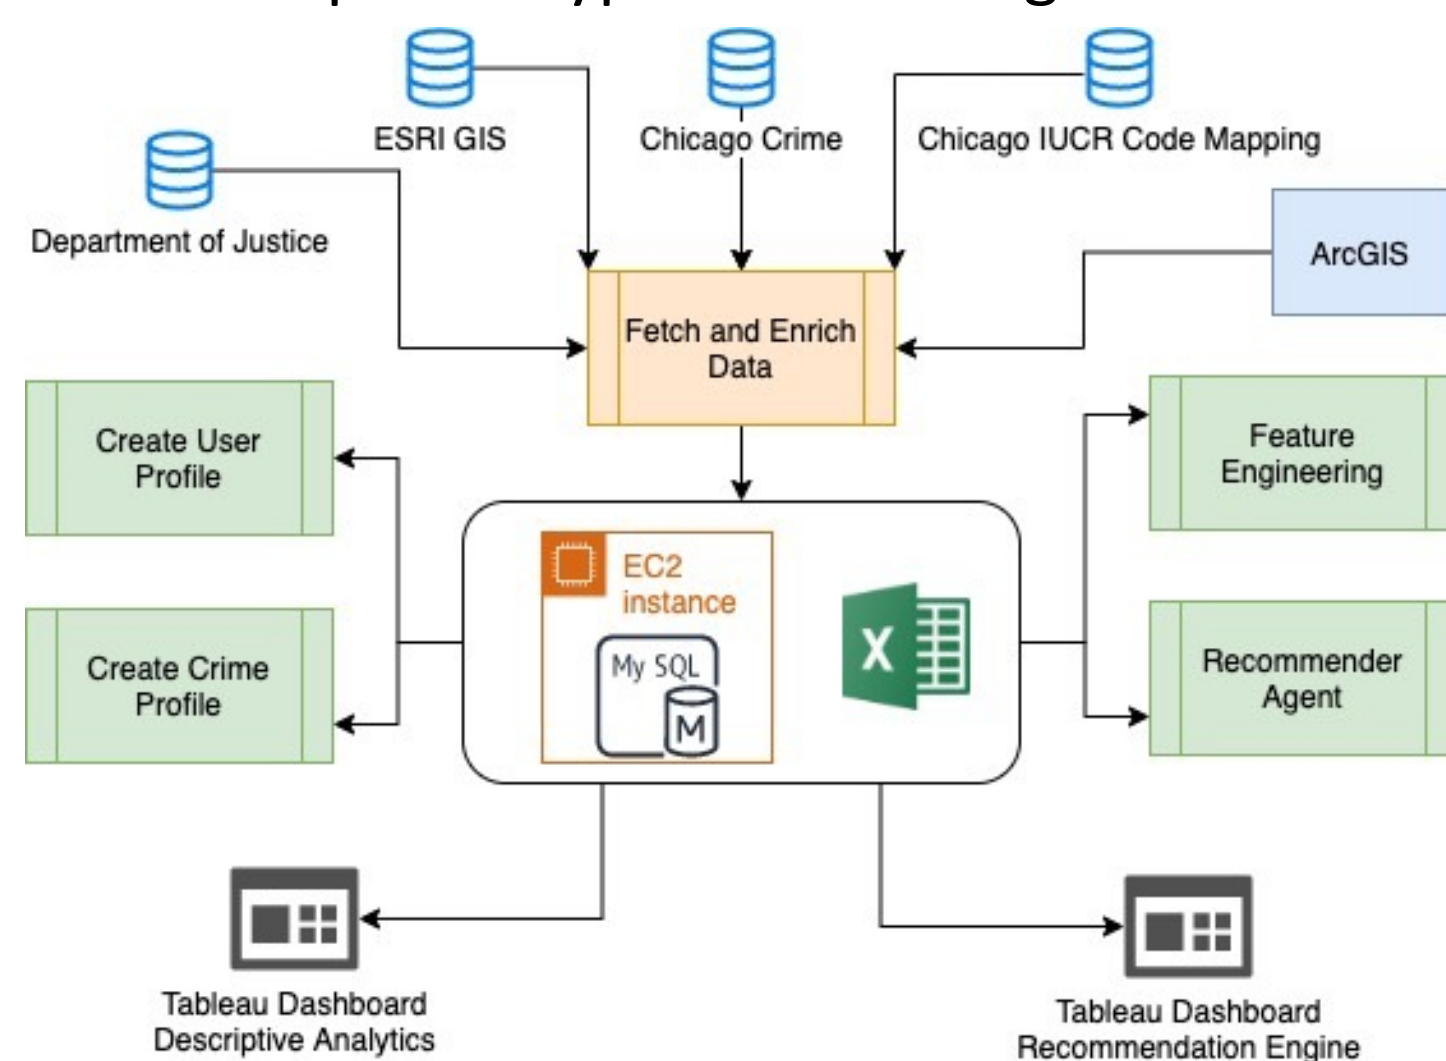 ESRI GIS
Chicago Crime
Chicago IUCR Code Mapping
Department of Justice
ArcGIS
Fetch and Enrich
Data
Create User
Profile
Feature
Engineering
EC2
instance
My SQL
M
X
Create Crime
Profile
Recommender
Agent
Tableau Dashboard
Descriptive Analytics
Tableau Dashboard
Recommendation Engine